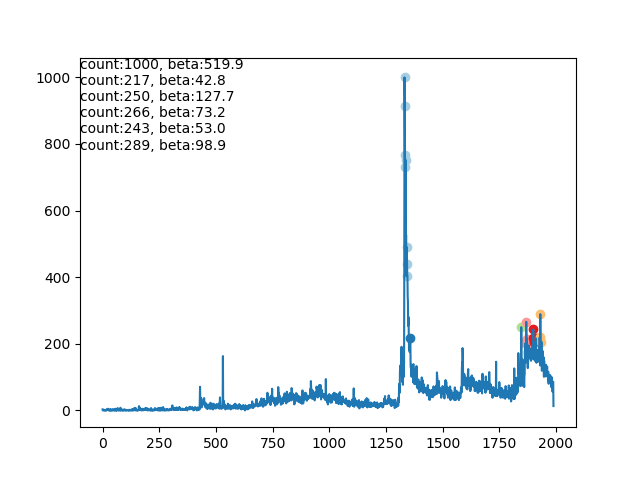 count:1000, beta:519.9
count:217, beta:42.8
count:250, beta:127.7
count:266, beta:73.2
count:243, beta:53.0
count:289, beta:98.9
1000
800
600
400
200
0
0 250 500 750 1000 1250 1500 1750 2000